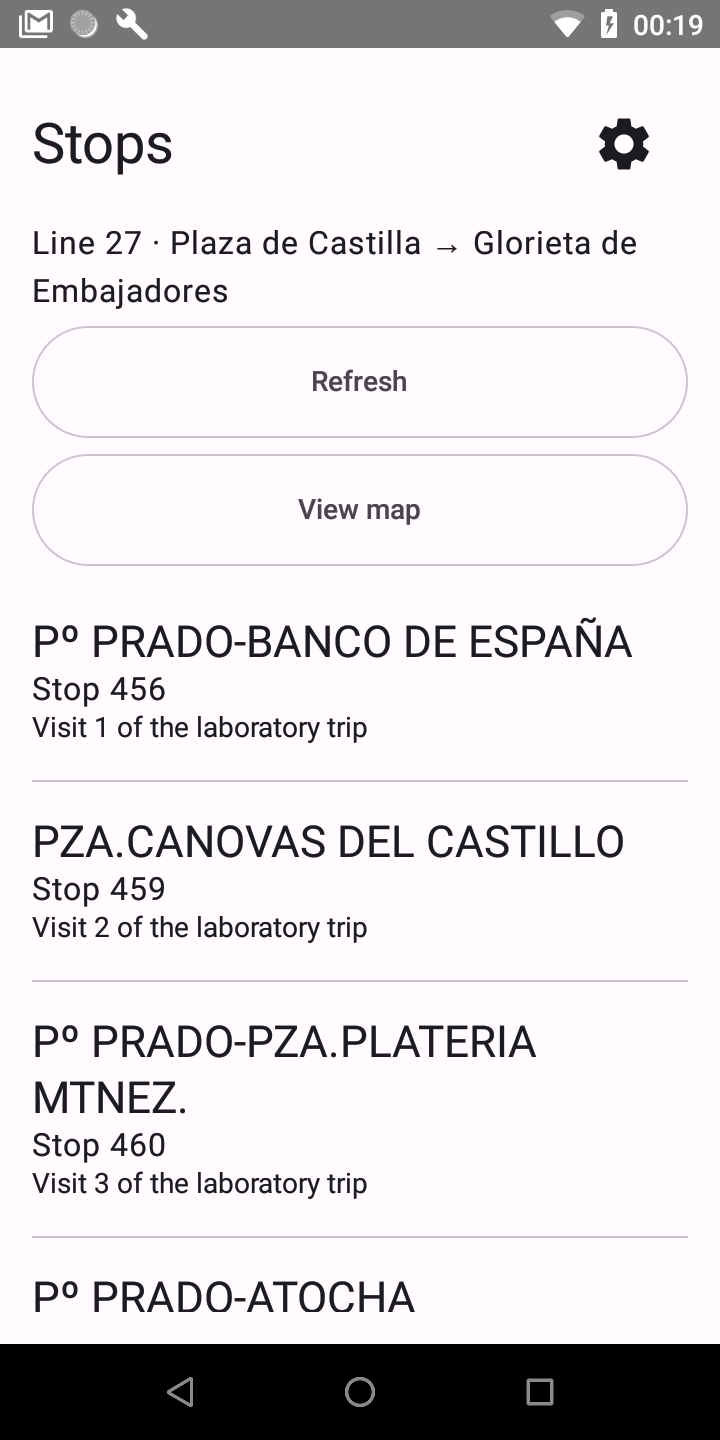 00:19
Stops
Line 27 · Plaza de Castilla → Glorieta de
Embajadores
Refresh
View map
Pº PRADO-BANCO DE ESPAÑA
Stop 456
Visit 1 of the laboratory trip
PZA.CANOVAS DEL CASTILLO
Stop 459
Visit 2 of the laboratory trip
Pº PRADO-PZA.PLATERIA
MTNEZ.
Stop 460
Visit 3 of the laboratory trip
Pº PRADO-ATOCHA